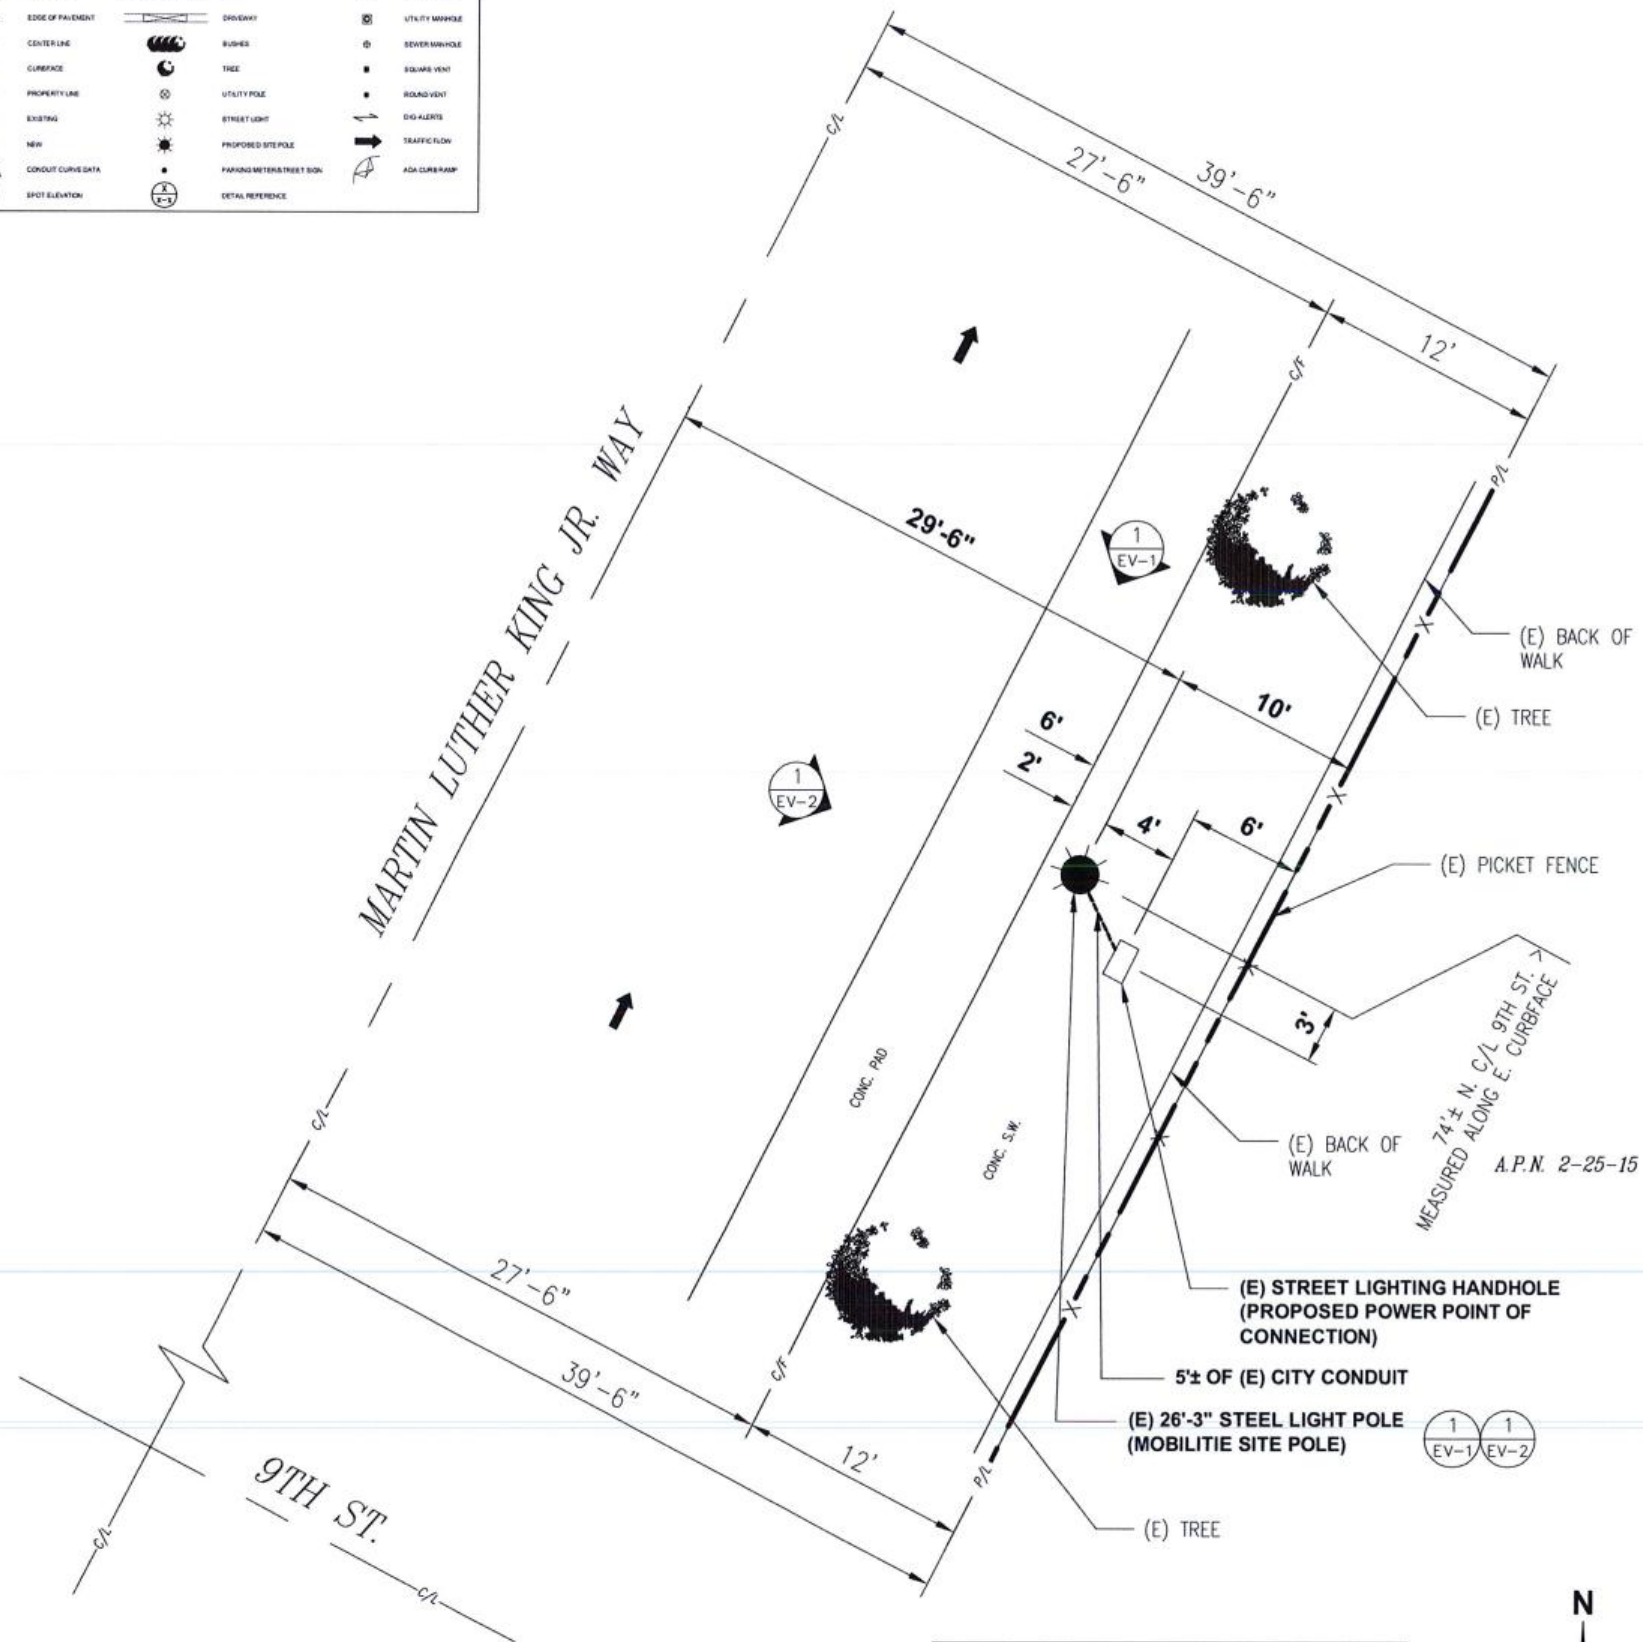 EDGE OF PAVEMENT
DRIVEWAY
UTILITY MANHOLE
CENTER LINE
BUSHES
SEWER MANHOLE
CURBFACE
TREE
SQUARE VENT
PROPERTY LINE
UTILITY POLE
ROUND VENT
EXISTING
STREET LIGHT
DIG-ALERTS
NEW
PROPOSED SITE POLE
TRAFFIC FLOW
CONDUIT CURVE DATA
PARKING METER/STREET SIGN
ADA CURB RAMP
SPOT ELEVATION
X
X-X
DETAIL REFERENCE
C/L
27'-6"
39'-6"
12'
C/F
P/L
MARTIN LUTHER KING JR. WAY
29'-6"
1
EV-1
10'
(E) BACK OF
WALK
(E) TREE
X
6'
2'
1
EV-2
X
4'
6'
(E) PICKET FENCE
3'
74'± N. C/L 9TH ST.
MEASURED ALONG E. CURBFACE
CONC. PAD
CONC. S.W.
(E) BACK OF
WALK
A.P.N. 2-25-15
C/L
27'-6"
39'-6"
12'
C/F
P/L
X
(E) STREET LIGHTING HANDHOLE
(PROPOSED POWER POINT OF
CONNECTION)
5'± OF (E) CITY CONDUIT
(E) 26'-3" STEEL LIGHT POLE
(MOBILITIE SITE POLE)
1
EV-1
1
EV-2
(E) TREE
9TH ST.
C/L
C/L
N